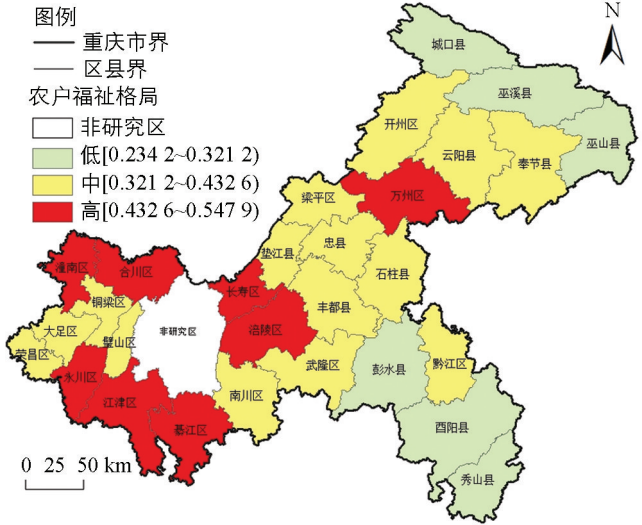 图例
重庆市界
区县界
农户福祉格局
非研究区
低[0.234 2~0.321 2)
中[0.321 2~0.432 6)
高[0.432 6~0.547 9)
N
城口县
巫溪县
开州区
云阳县
奉节县
巫山县
万州区
梁平区
忠县
垫江县
石柱县
丰都县
潼南区
合川区
长寿区
铜梁区
大足区
璧山区
荣昌区
非研究区
涪陵区
武隆区
彭水县
黔江区
永川区
江津区
綦江区
南川区
酉阳县
秀山县
0 25 50 km